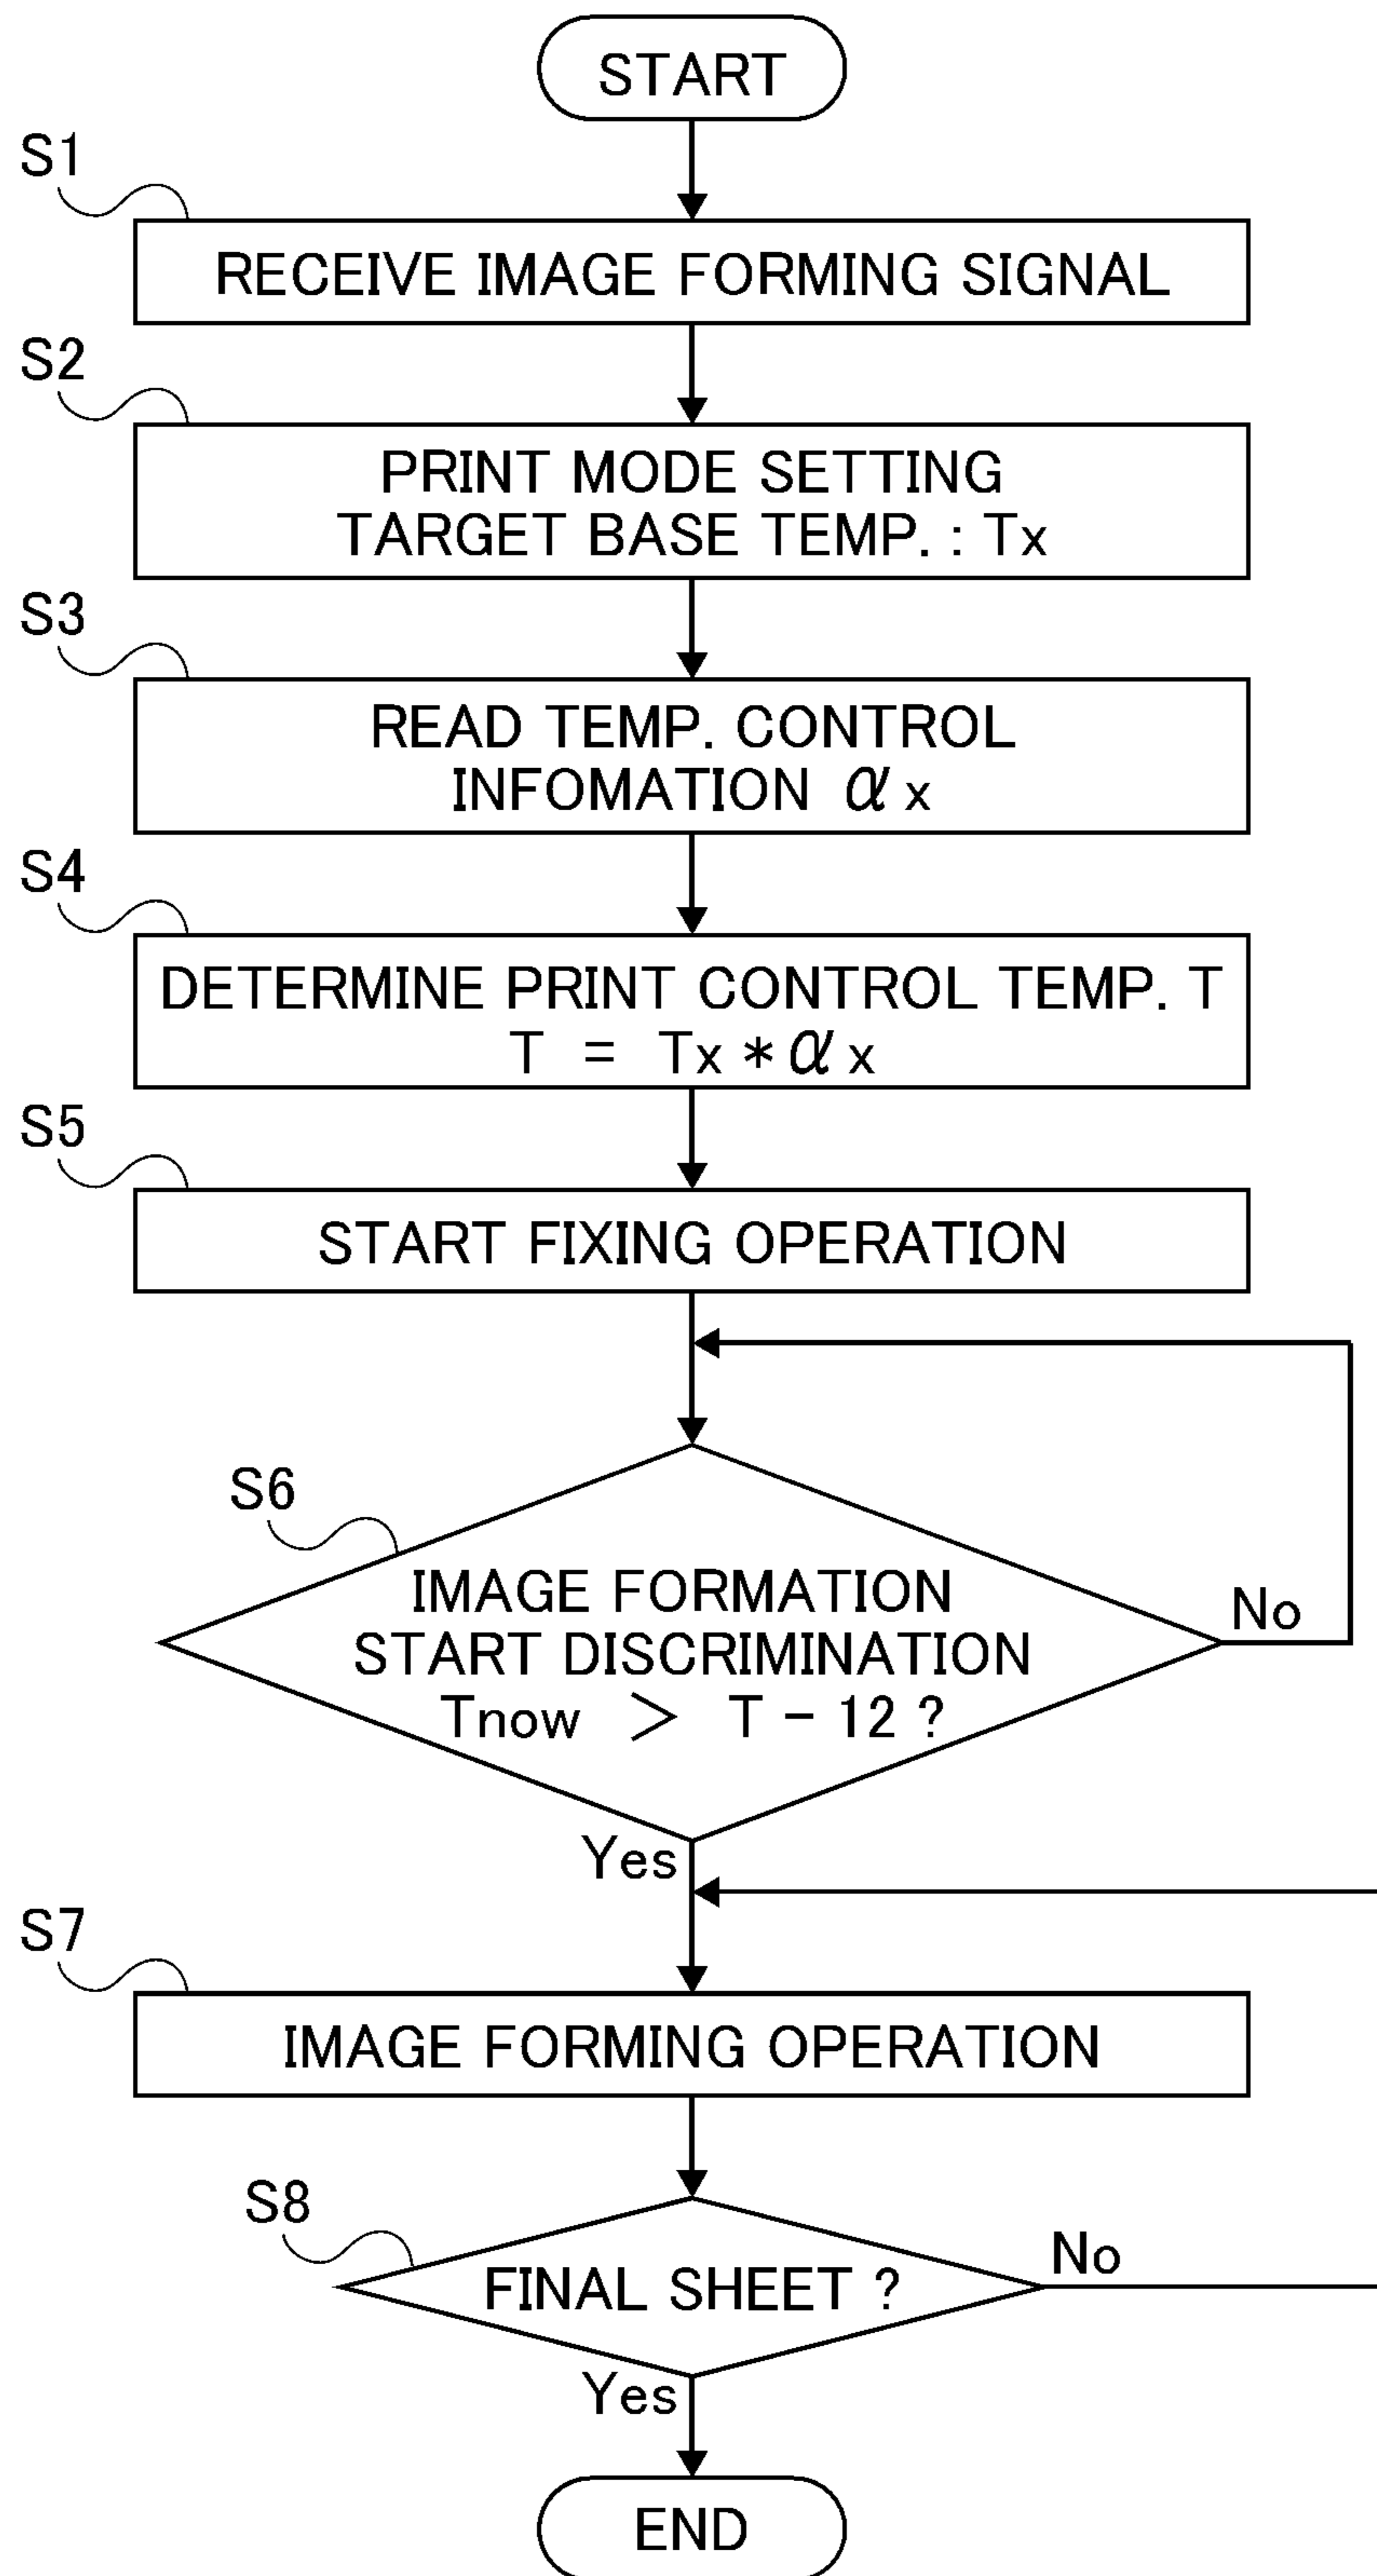 START
S1
RECEIVE IMAGE FORMING SIGNAL
S2
PRINT MODE SETTING
TARGET BASE TEMP. : Tx
S3
READ TEMP. CONTROL
INFOMATION α x
S4
DETERMINE PRINT CONTROL TEMP. T
T = Tx * α x
S5
START FIXING OPERATION
S6
IMAGE FORMATION
START DISCRIMINATION
Tnow > T - 12 ?
No
Yes
S7
IMAGE FORMING OPERATION
S8
FINAL SHEET ?
No
Yes
END